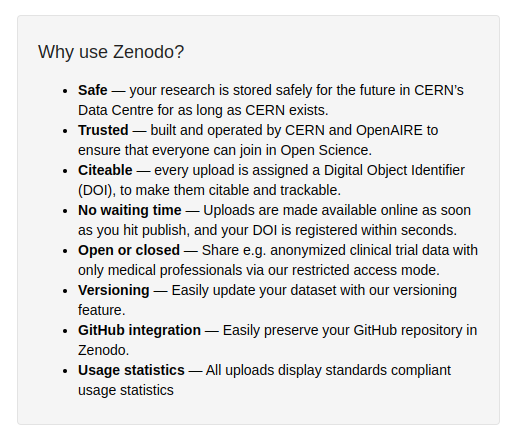 Why use Zenodo?
• Safe — your research is stored safely for the future in CERN's
Data Centre for as long as CERN exists.
• Trusted — built and operated by CERN and OpenAIRE to
ensure that everyone can join in Open Science.
• Citeable — every upload is assigned a Digital Object Identifier
(DOI), to make them citable and trackable.
• No waiting time — Uploads are made available online as soon
as you hit publish, and your DOI is registered within seconds.
• Open or closed — Share e.g. anonymized clinical trial data with
only medical professionals via our restricted access mode.
• Versioning — Easily update your dataset with our versioning
feature.
• GitHub integration — Easily preserve your GitHub repository in
Zenodo.
• Usage statistics — All uploads display standards compliant
usage statistics